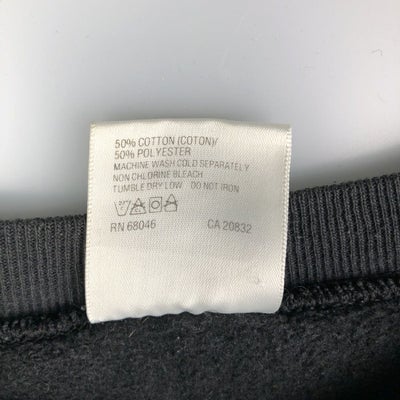 50% COTTON (COTON)/
50% POLYESTER
MACHINE WASH COLD SEPARATELY
NON CHLORINE BLEACH
TUMBLE DRY LOW DO NOT IRON
RN 68046 CA 20832